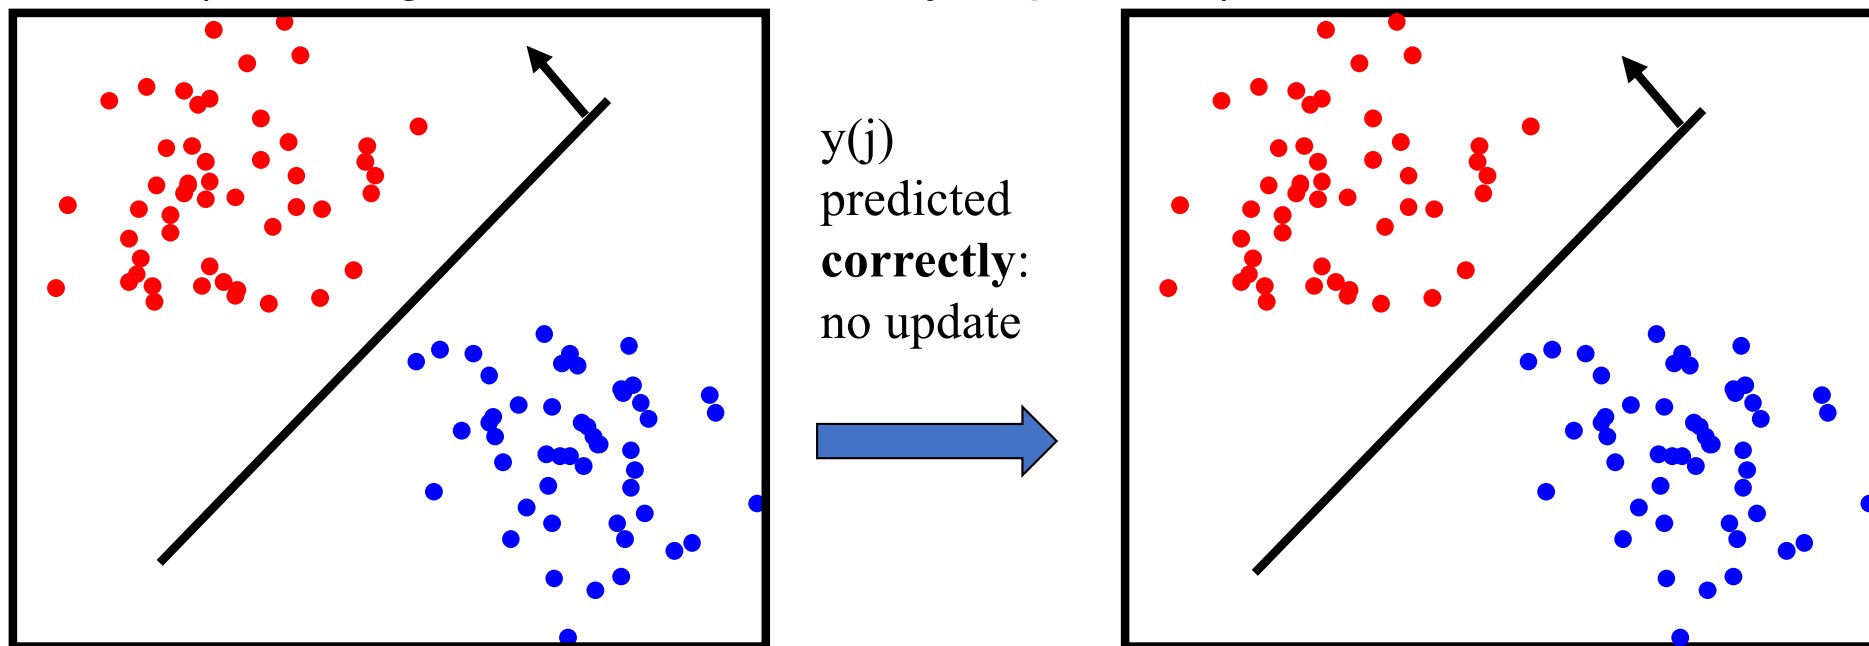 y(j)
predicted
correctly:
no update